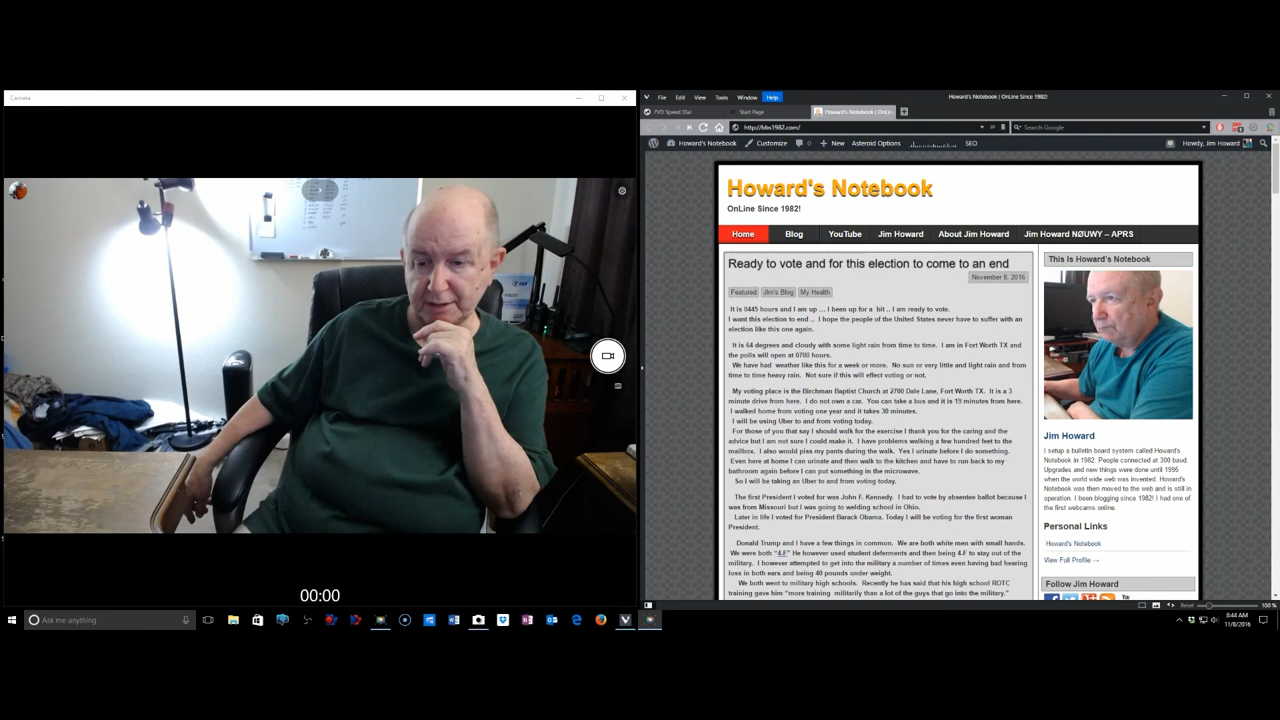 Camera
00:00
File Edit View Tools Window Help
Howard's Notebook | OnLine Since 1982!
FVD Speed Dial
Start Page
Howard's Notebook | OnLin
http://bbs1982.com/
Search Google
Howard's Notebook Customize 0 New Asteroid Options SEO
Howdy, Jim Howard
Howard's Notebook
OnLine Since 1982!
Home Blog YouTube Jim Howard About Jim Howard Jim Howard NØUWY – APRS
Ready to vote and for this election to come to an end
November 8, 2016
Featured Jim's Blog My Health
It is 0445 hours and I am up ... I been up for a bit .. I am ready to vote.
I want this election to end .. I hope the people of the United States never have to suffer with an
election like this one again.
It is 64 degrees and cloudy with some light rain from time to time. I am in Fort Worth TX and
the polls will open at 0700 hours.
We have had weather like this for a week or more. No sun or very little and light rain and from
time to time heavy rain. Not sure if this will effect voting or not.
My voting place is the Birchman Baptist Church at 2700 Dale Lane, Fort Worth TX. It is a 3
minute drive from here. I do not own a car. You can take a bus and it is 19 minutes from here.
I walked home from voting one year and it takes 30 minutes.
I will be using Uber to and from voting today.
For those of you that say I should walk for the exercise I thank you for the caring and the
advice but I am not sure I could make it. I have problems walking a few hundred feet to the
mailbox. I also would piss my pants during the walk. Yes I urinate before I do something.
Even here at home I can urinate and then walk to the kitchen and have to run back to my
bathroom again before I can put something in the microwave.
So I will be taking an Uber to and from voting today.
The first President I voted for was John F. Kennedy. I had to vote by absentee ballot because I
was from Missouri but I was going to welding school in Ohio.
Later in life I voted for President Barack Obama. Today I will be voting for the first woman
President.
Donald Trump and I have a few things in common. We are both white men with small hands.
We were both "4-F" He however used student deferments and then being 4-F to stay out of the
military. I however attempted to get into the military a number of times even having bad hearing
loss in both ears and being 40 pounds under weight.
We both went to military high schools. Recently he has said that his high school ROTC
training gave him "more training militarily than a lot of the guys that go into the military."
This Is Howard's Notebook
Jim Howard
I setup a bulletin board system called Howard's
Notebook in 1982. People connected at 300 baud.
Upgrades and new things were done until 1995
when the world wide web was invented. Howard's
Notebook was then moved to the web and is still in
operation. I been blogging since 1982! I had one of
the first webcams online.
Personal Links
Howard's Notebook
View Full Profile →
Follow Jim Howard
You
Reset 100 %
Ask me anything
8:44 AM
11/8/2016